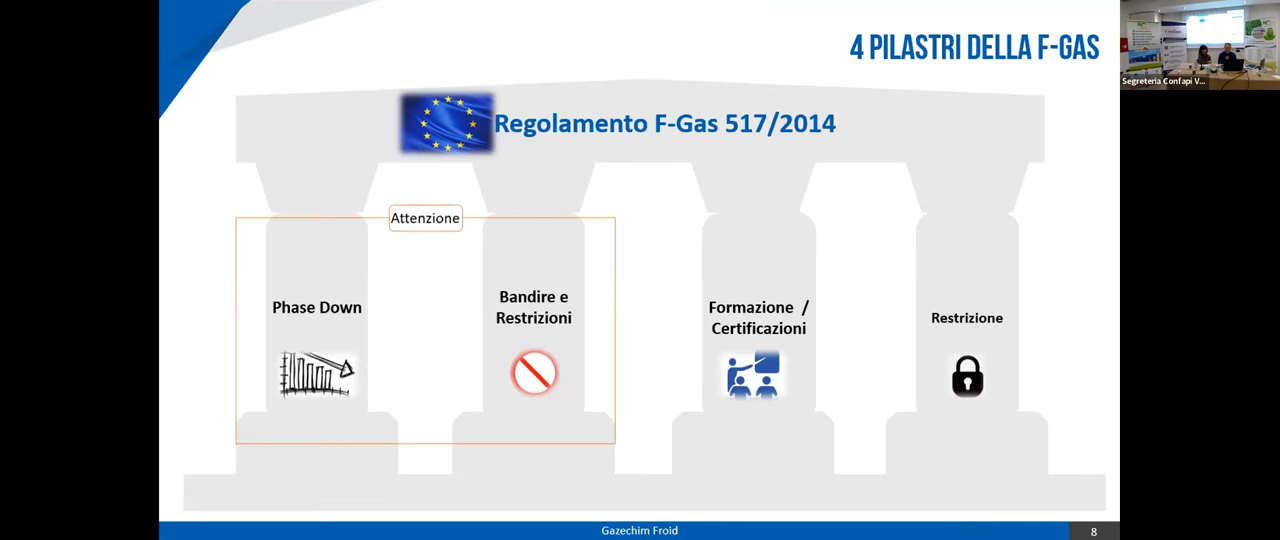 4 PILASTRI DELLA F-GAS
Segreteria Confapi V...
Regolamento F-Gas 517/2014
Attenzione
Phase Down
Bandire e
Restrizioni
Formazione /
Certificazioni
Restrizione
Gazechim Froid
8